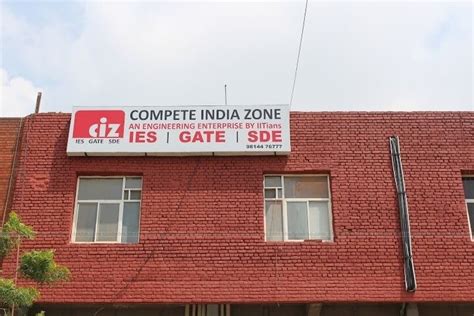 ciz
IES GATE SDE
COMPETE INDIA ZONE
AN ENGINEERING ENTERPRISE BY IITians
IES | GATE | SDE
98144 76777